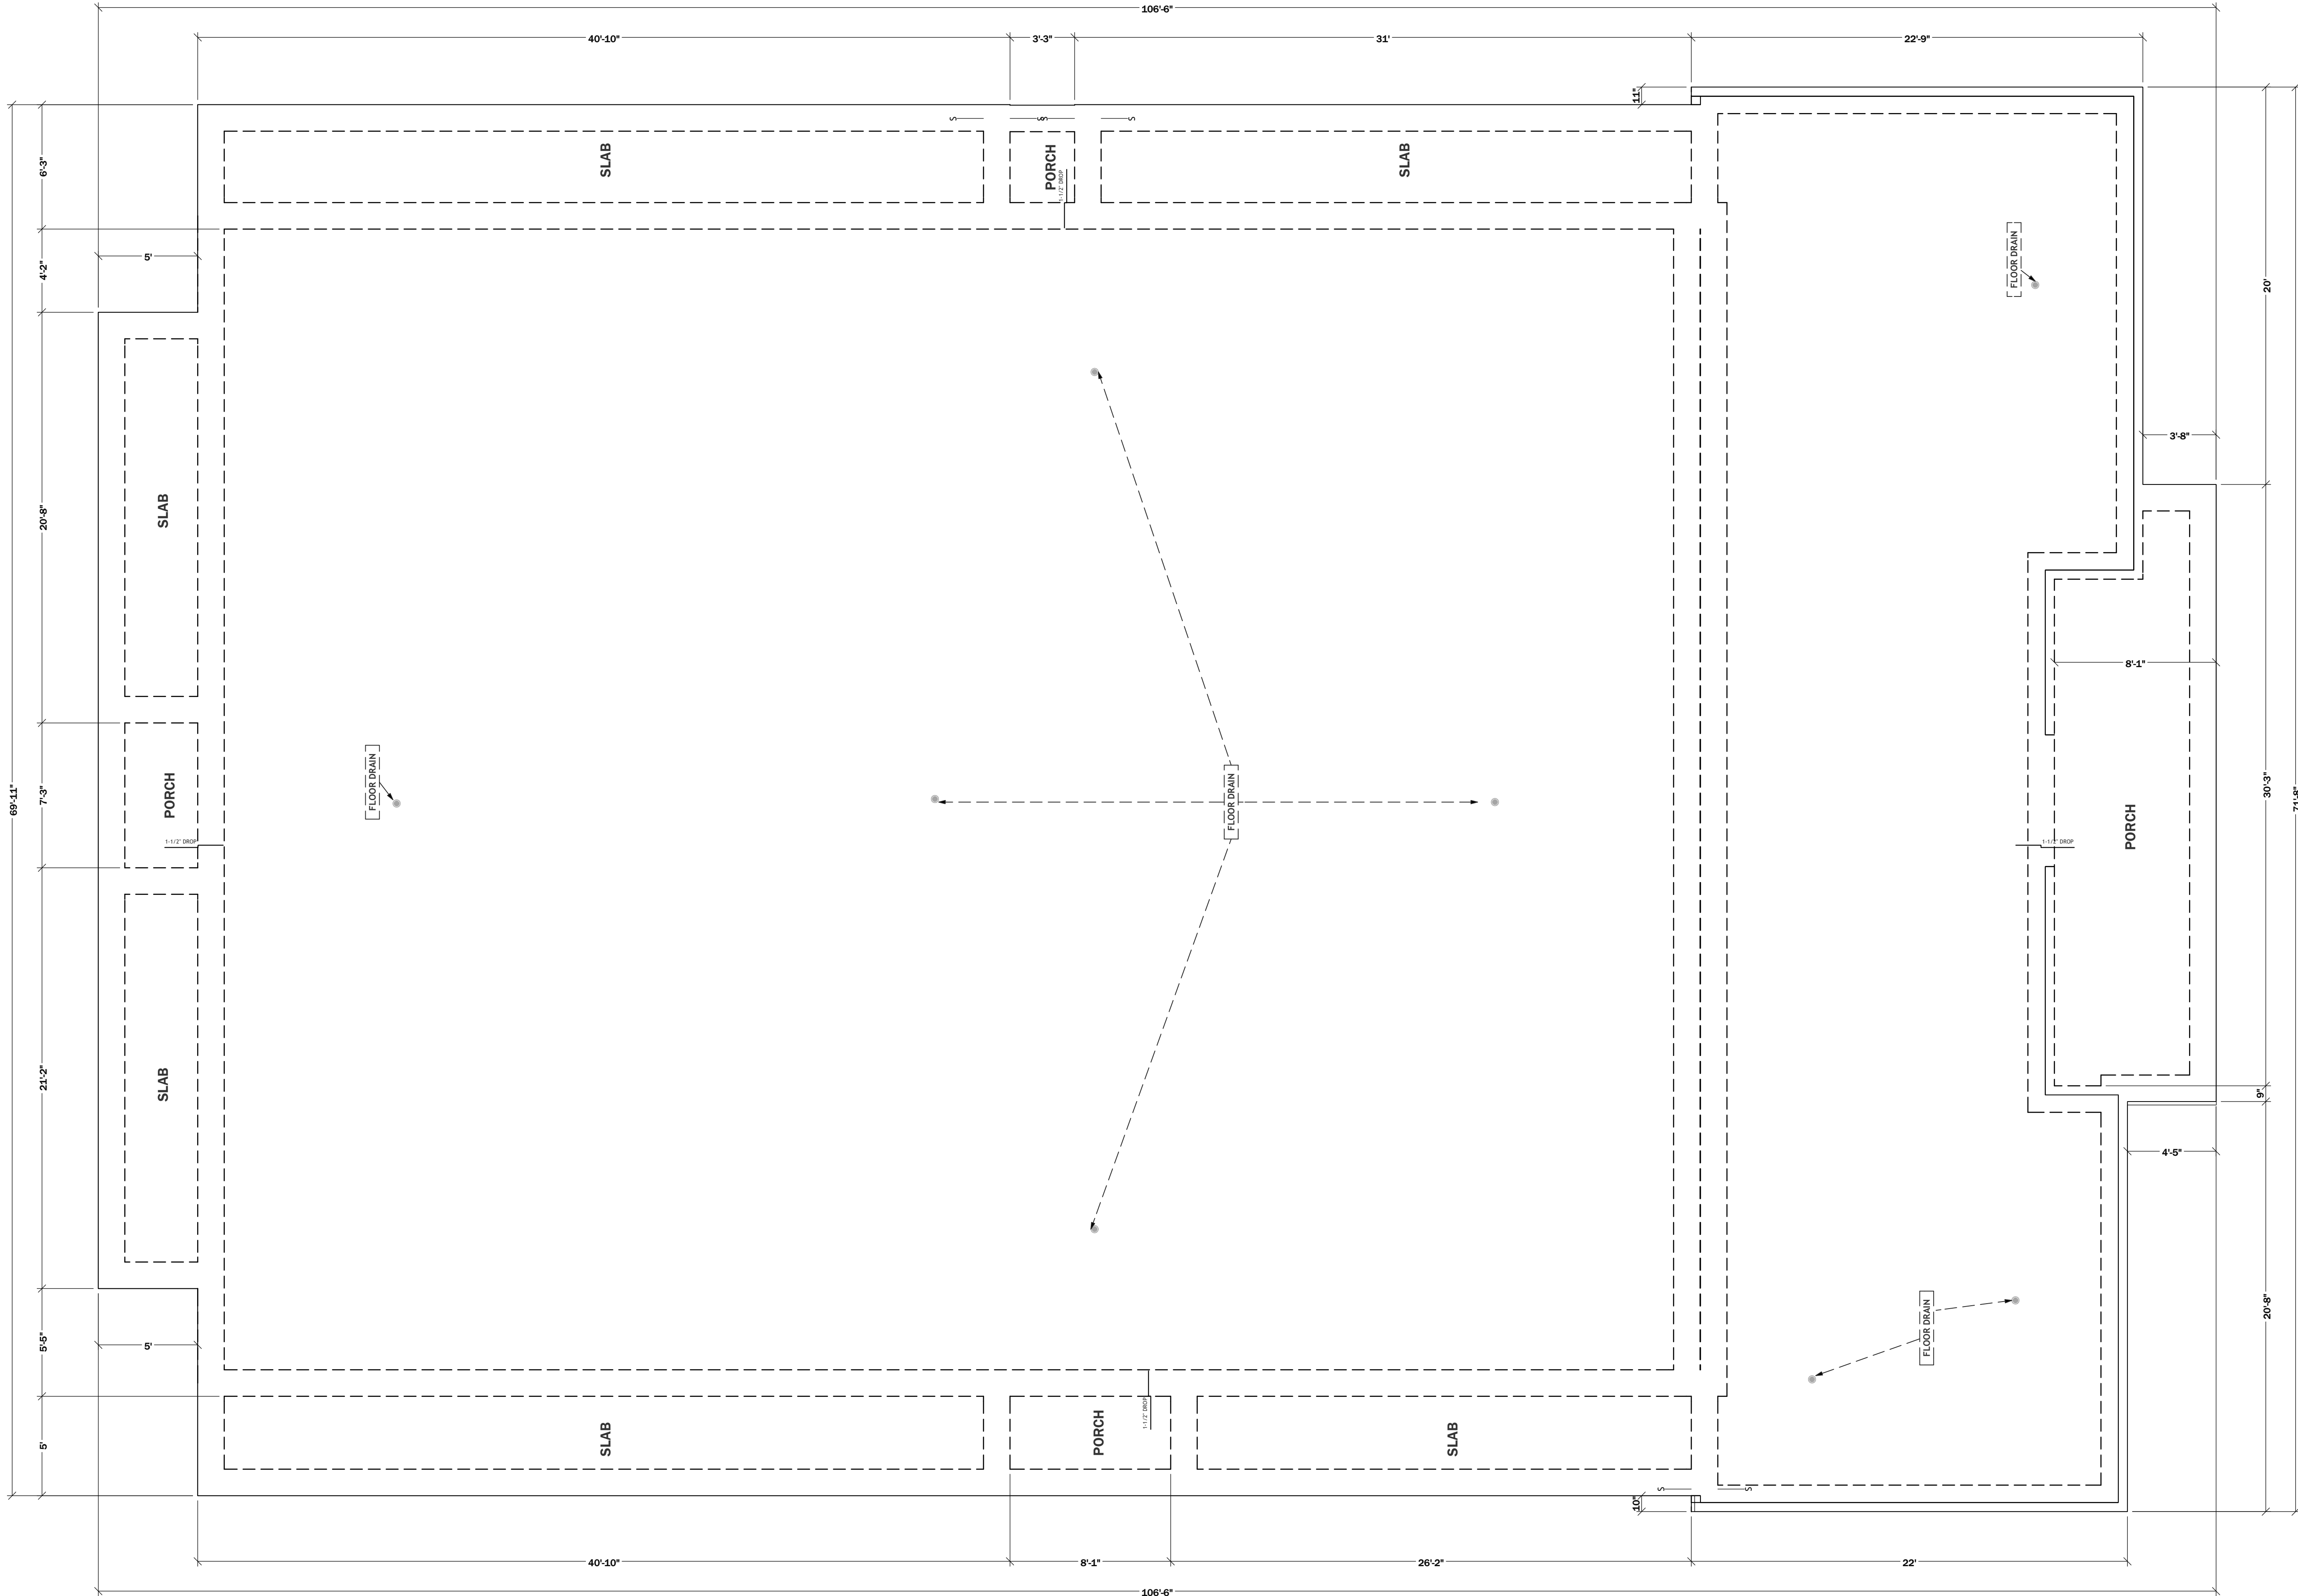 106'-6"
40'-10"
3'-3"
31'
22'-9"
11"
SLAB
PORCH
1-1/2" DROP
SLAB
6'-3"
4'-2"
5'
FLOOR DRAIN
20'
3'-8"
SLAB
20'-8"
8'-1"
69'-11"
7'-3"
PORCH
1-1/2" DROP
FLOOR DRAIN
FLOOR DRAIN
1-1/2" DROP
PORCH
30'-3"
71'-8"
SLAB
21'-2"
9"
4'-5"
5'-5"
5'
FLOOR DRAIN
20'-8"
5'
SLAB
PORCH
1-1/2" DROP
SLAB
10"
40'-10"
8'-1"
26'-2"
22'
106'-6"